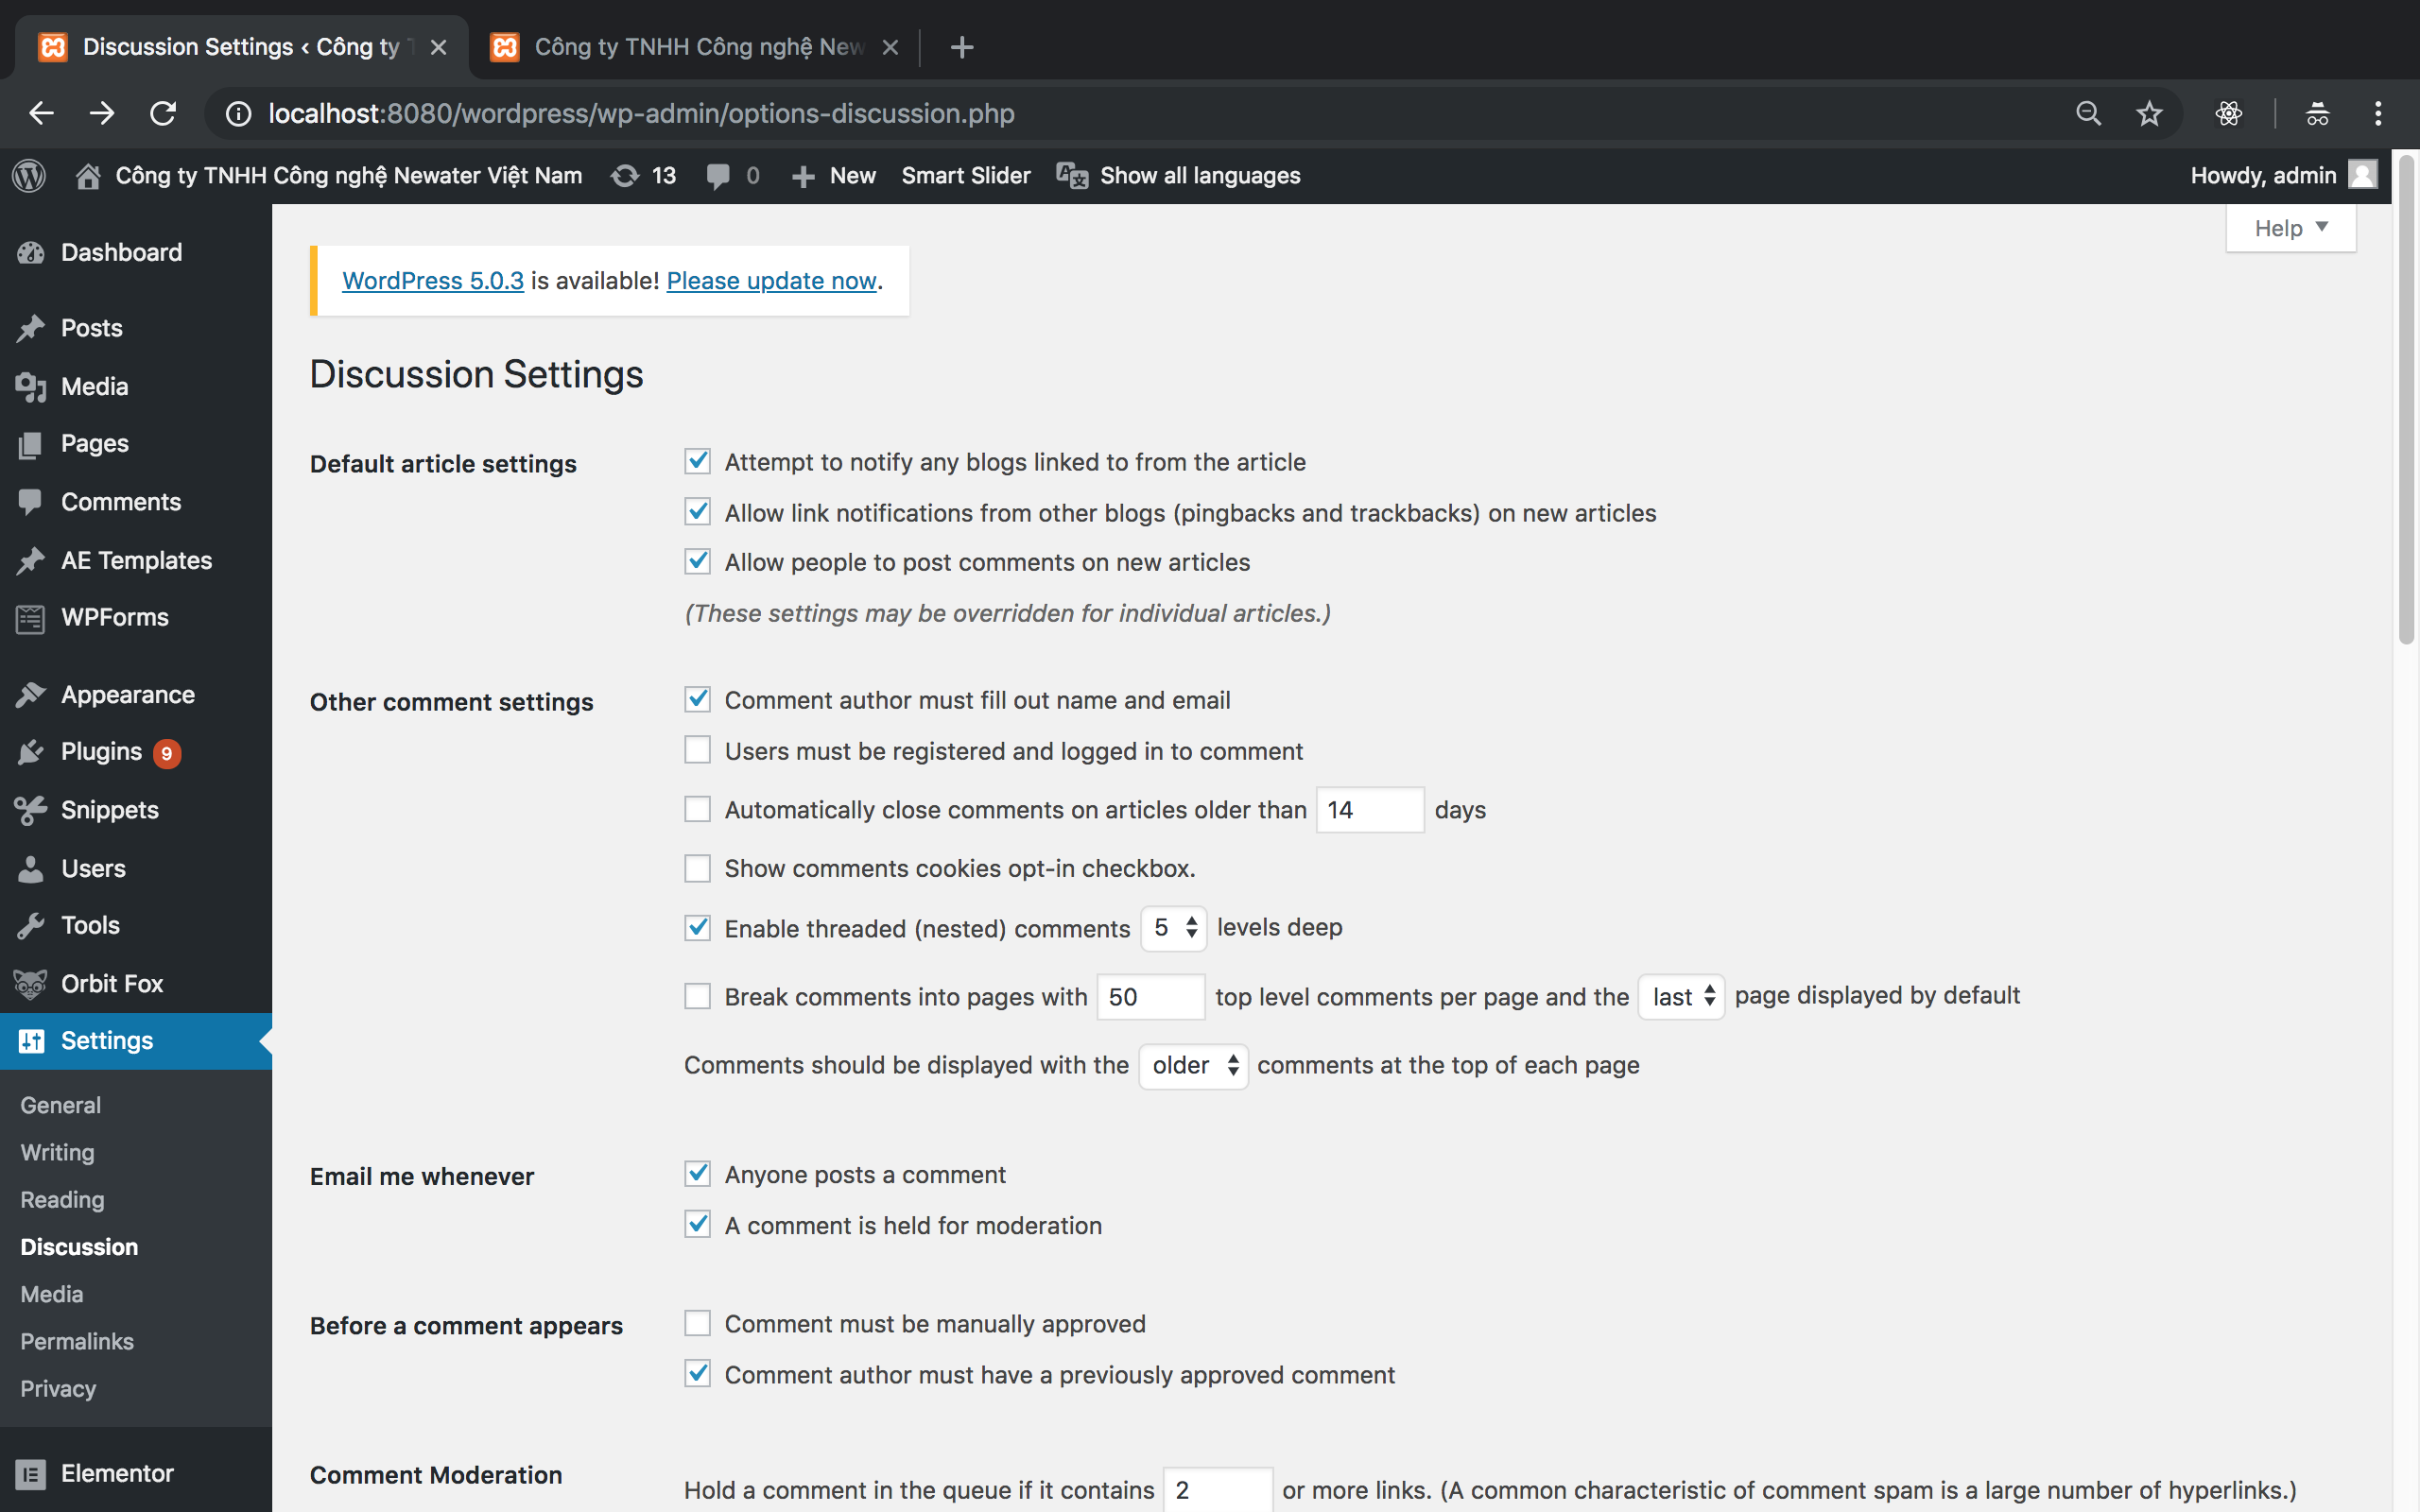 Discussion Settings ‹ Công ty T
Công ty TNHH Công nghệ New
localhost:8080/wordpress/wp-admin/options-discussion.php
Công ty TNHH Công nghệ Newater Việt Nam 13 0 New Smart Slider Show all languages Howdy, admin
Help
Dashboard
Posts
Media
Pages
Comments
AE Templates
WPForms
Appearance
Plugins 9
Snippets
Users
Tools
Orbit Fox
Settings
General
Writing
Reading
Discussion
Media
Permalinks
Privacy
Elementor
WordPress 5.0.3 is available! Please update now.
Discussion Settings
Default article settings
Attempt to notify any blogs linked to from the article
Allow link notifications from other blogs (pingbacks and trackbacks) on new articles
Allow people to post comments on new articles
(These settings may be overridden for individual articles.)
Other comment settings
Comment author must fill out name and email
Users must be registered and logged in to comment
Automatically close comments on articles older than 14 days
Show comments cookies opt-in checkbox.
Enable threaded (nested) comments 5 levels deep
Break comments into pages with 50 top level comments per page and the last page displayed by default
Comments should be displayed with the older comments at the top of each page
Email me whenever
Anyone posts a comment
A comment is held for moderation
Before a comment appears
Comment must be manually approved
Comment author must have a previously approved comment
Comment Moderation
Hold a comment in the queue if it contains 2 or more links. (A common characteristic of comment spam is a large number of hyperlinks.)